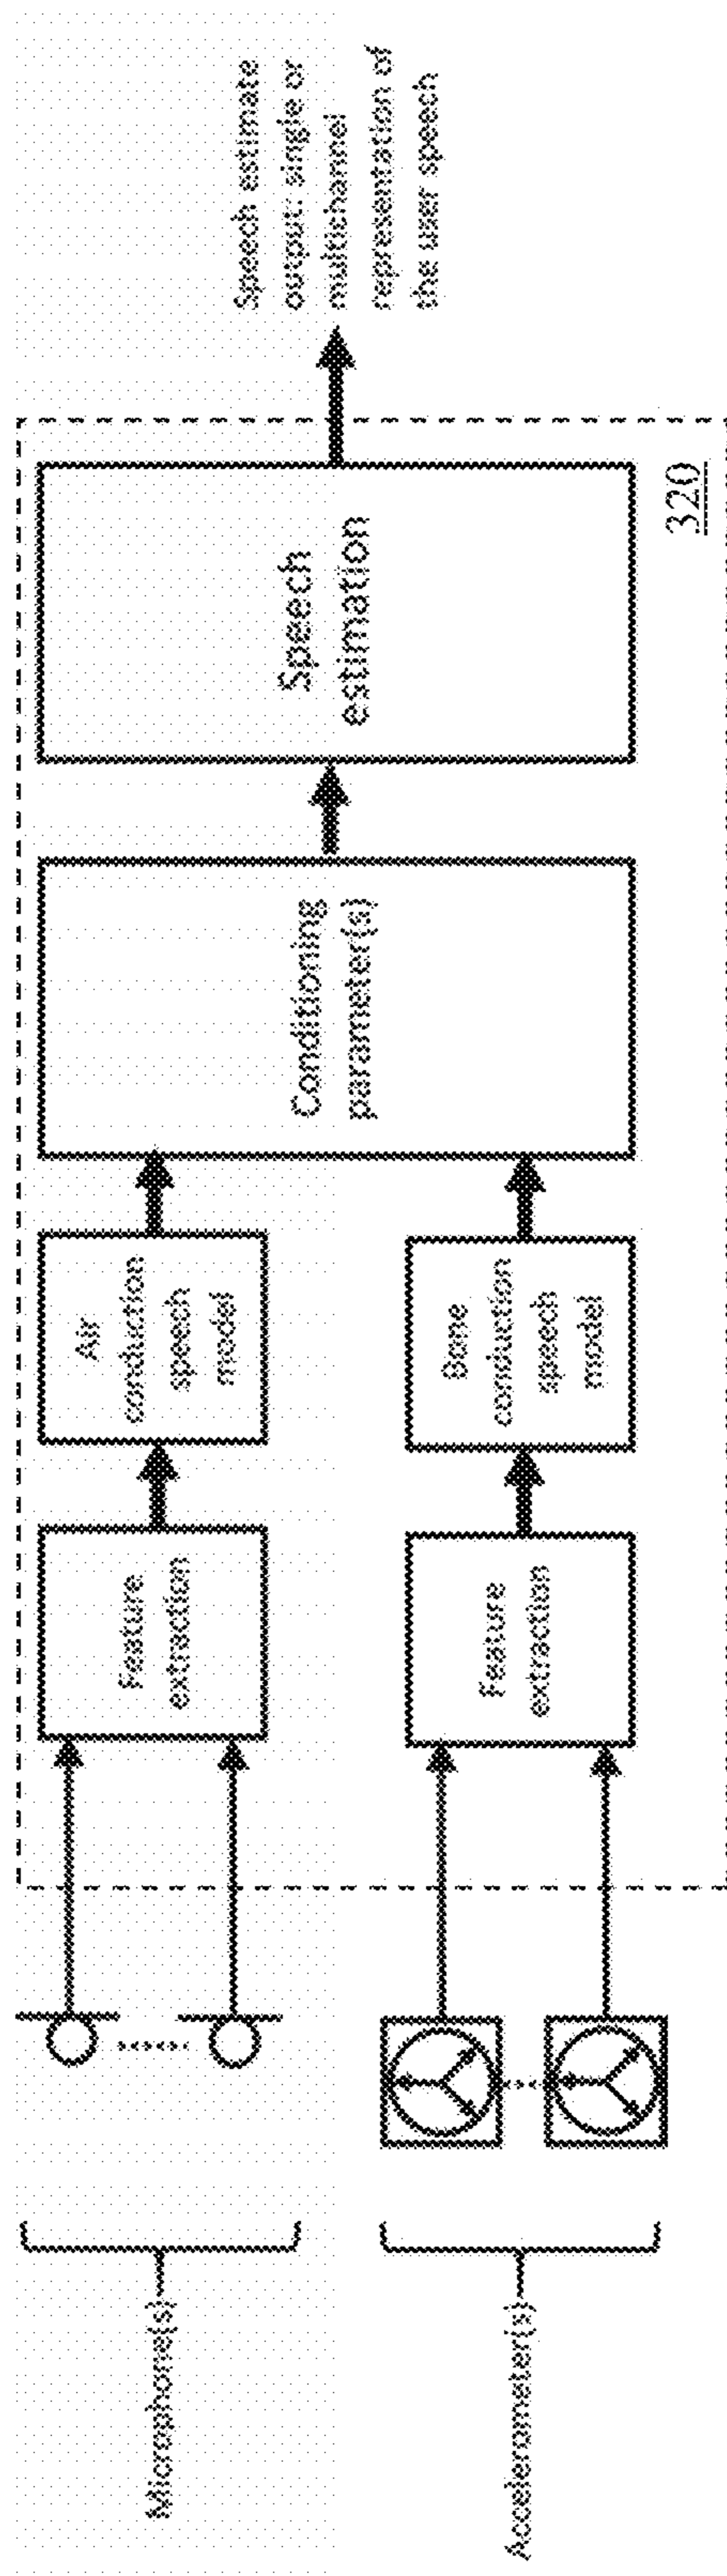 Microphone(s)
Accelerometer(s)
Feature
extraction
Feature
extraction
Air
conduction
speech
model
Bone
conduction
speech
model
Conditioning
parameter(s)
Speech
estimation
320
Speech estimate
output: single or
multichannel
representation of
the user speech